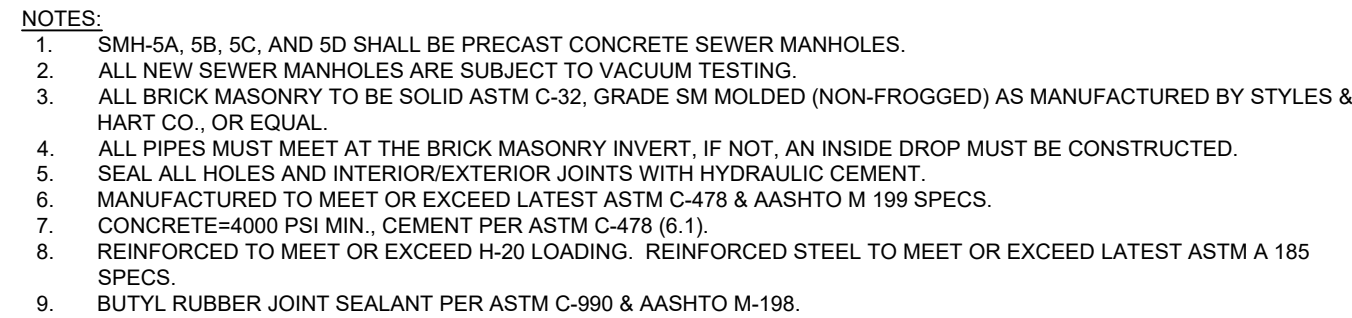 NOTES:
1. SMH-5A, 5B, 5C, AND 5D SHALL BE PRECAST CONCRETE SEWER MANHOLES.
2. ALL NEW SEWER MANHOLES ARE SUBJECT TO VACUUM TESTING.
3. ALL BRICK MASONRY TO BE SOLID ASTM C-32, GRADE SM MOLDED (NON-FROGGED) AS MANUFACTURED BY STYLES &
HART CO., OR EQUAL.
4. ALL PIPES MUST MEET AT THE BRICK MASONRY INVERT, IF NOT, AN INSIDE DROP MUST BE CONSTRUCTED.
5. SEAL ALL HOLES AND INTERIOR/EXTERIOR JOINTS WITH HYDRAULIC CEMENT.
6. MANUFACTURED TO MEET OR EXCEED LATEST ASTM C-478 & AASHTO M 199 SPECS.
7. CONCRETE=4000 PSI MIN., CEMENT PER ASTM C-478 (6.1).
8. REINFORCED TO MEET OR EXCEED H-20 LOADING. REINFORCED STEEL TO MEET OR EXCEED LATEST ASTM A 185
SPECS.
9. BUTYL RUBBER JOINT SEALANT PER ASTM C-990 & AASHTO M-198.